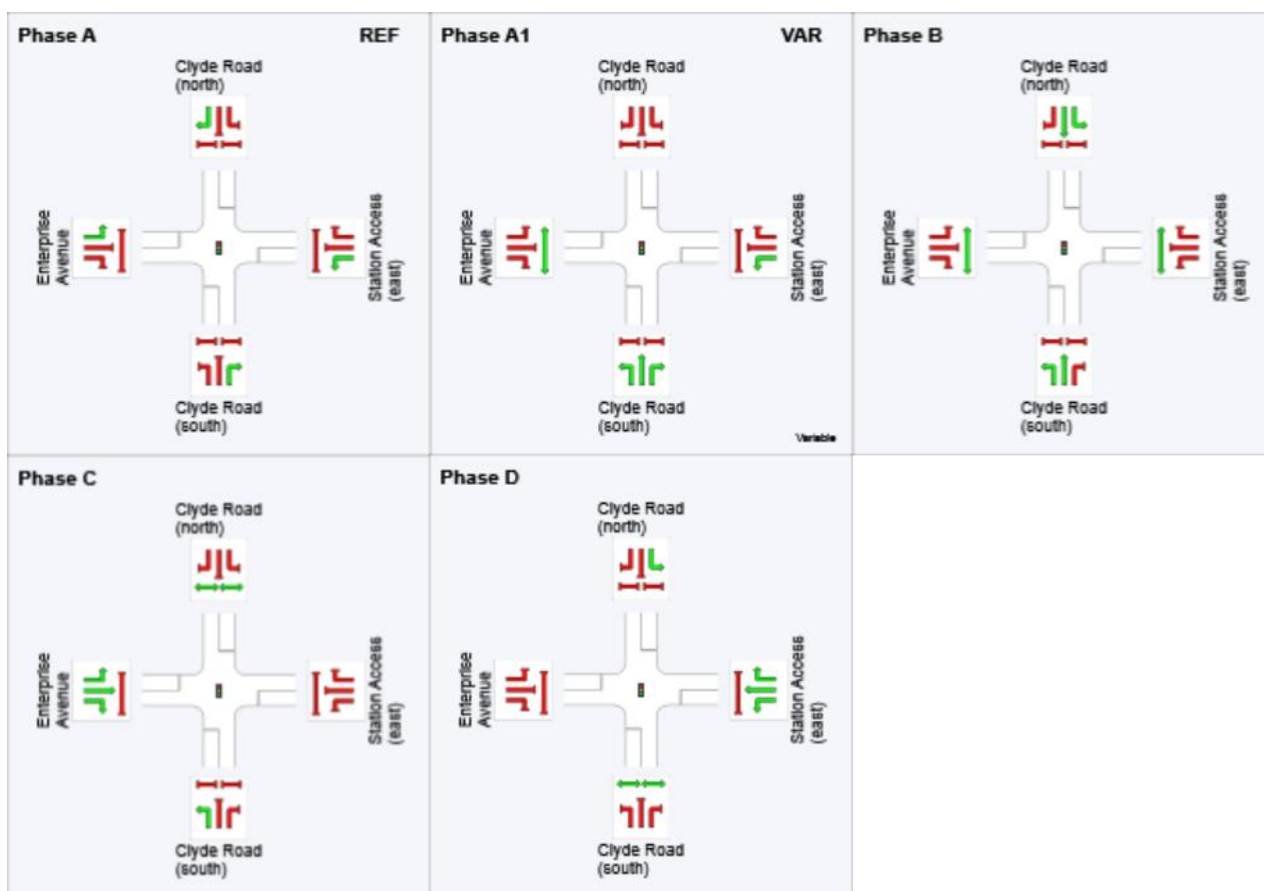 Phase A
REF
Clyde Road
(north)
Enterprise
Avenue
Station Access
(east)
Clyde Road
(south)
Phase A1
VAR
Clyde Road
(north)
Enterprise
Avenue
Station Access
(east)
Clyde Road
(south)
Variable
Phase B
Clyde Road
(north)
Enterprise
Avenue
Station Access
(east)
Clyde Road
(south)
Phase C
Clyde Road
(north)
Enterprise
Avenue
Station Access
(east)
Clyde Road
(south)
Phase D
Clyde Road
(north)
Enterprise
Avenue
Station Access
(east)
Clyde Road
(south)